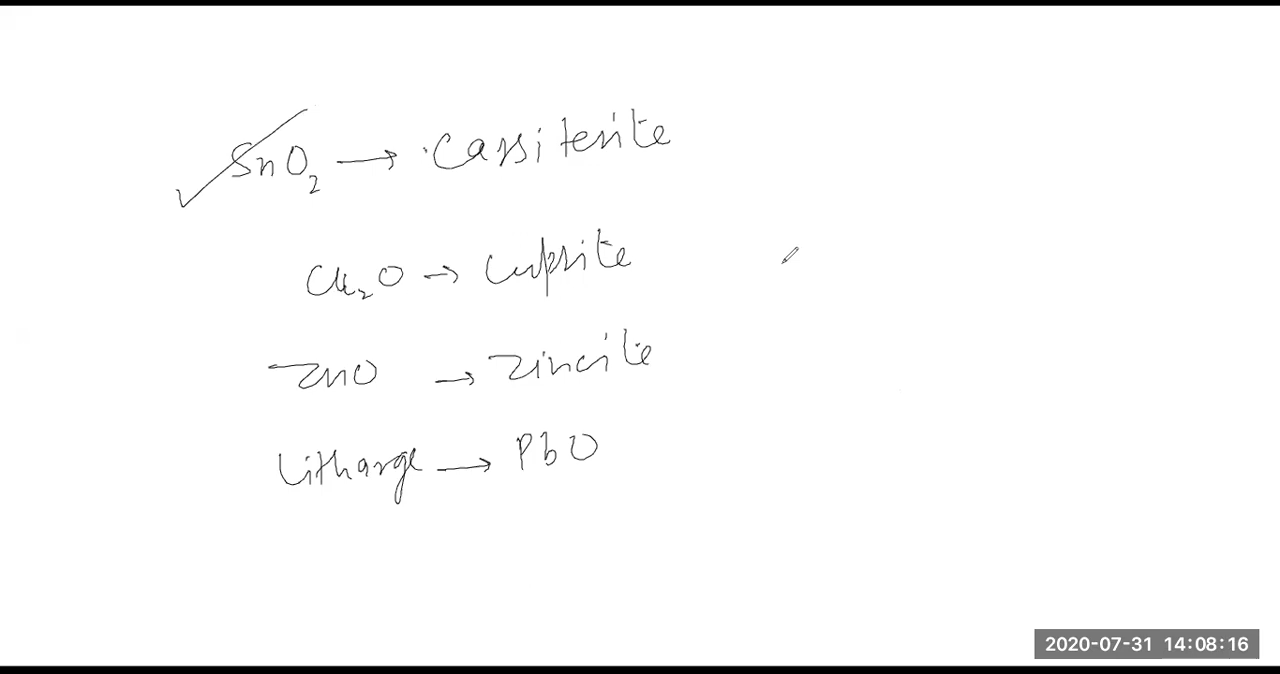 SnO₂ → Cassiterite
Cu₂O → Cuprite
ZnO → Zincite
Litharge → PbO
2020-07-31 14:08:16